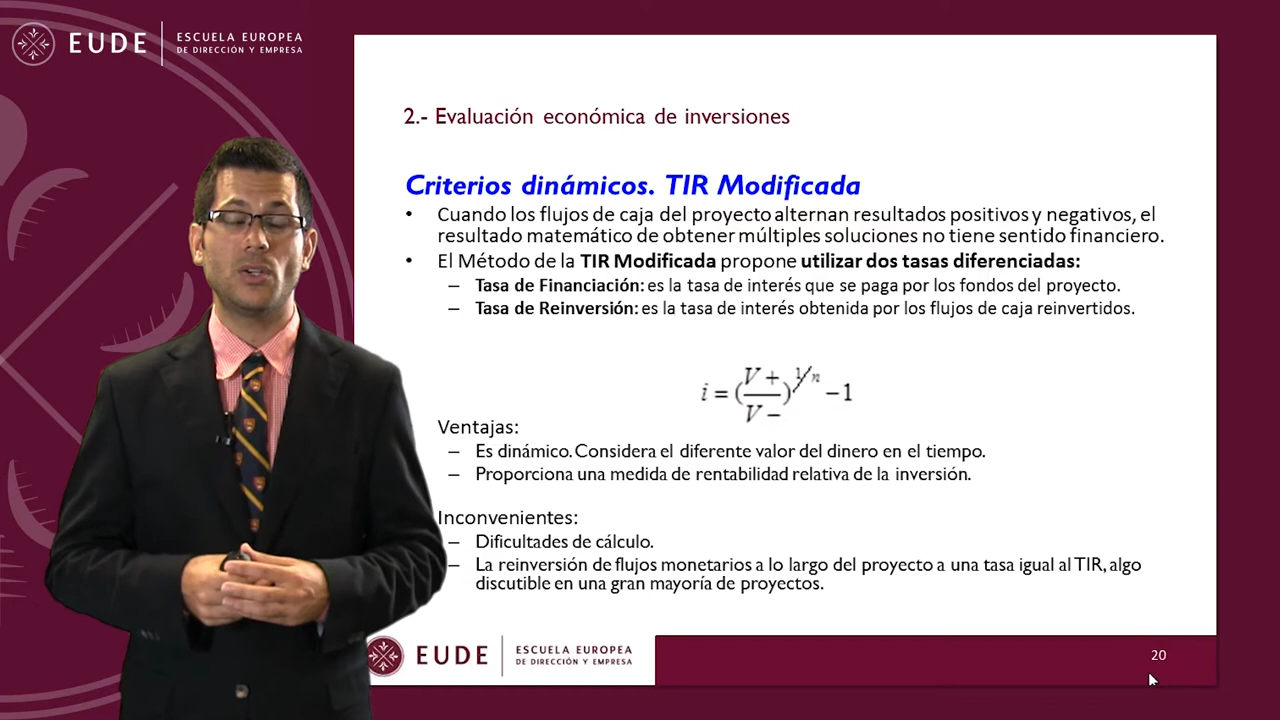 EUDE
ESCUELA EUROPEA
DE DIRECCIÓN Y EMPRESA
2.- Evaluación económica de inversiones
Criterios dinámicos. TIR Modificada
• Cuando los flujos de caja del proyecto alternan resultados positivos y negativos, el
resultado matemático de obtener múltiples soluciones no tiene sentido financiero.
• El Método de la TIR Modificada propone utilizar dos tasas diferenciadas:
– Tasa de Financiación: es la tasa de interés que se paga por los fondos del proyecto.
– Tasa de Reinversión: es la tasa de interés obtenida por los flujos de caja reinvertidos.
i = (V + / V −)^1/n − 1
Ventajas:
– Es dinámico. Considera el diferente valor del dinero en el tiempo.
– Proporciona una medida de rentabilidad relativa de la inversión.
Inconvenientes:
– Dificultades de cálculo.
– La reinversión de flujos monetarios a lo largo del proyecto a una tasa igual al TIR, algo
discutible en una gran mayoría de proyectos.
EUDE
ESCUELA EUROPEA
DE DIRECCIÓN Y EMPRESA
20